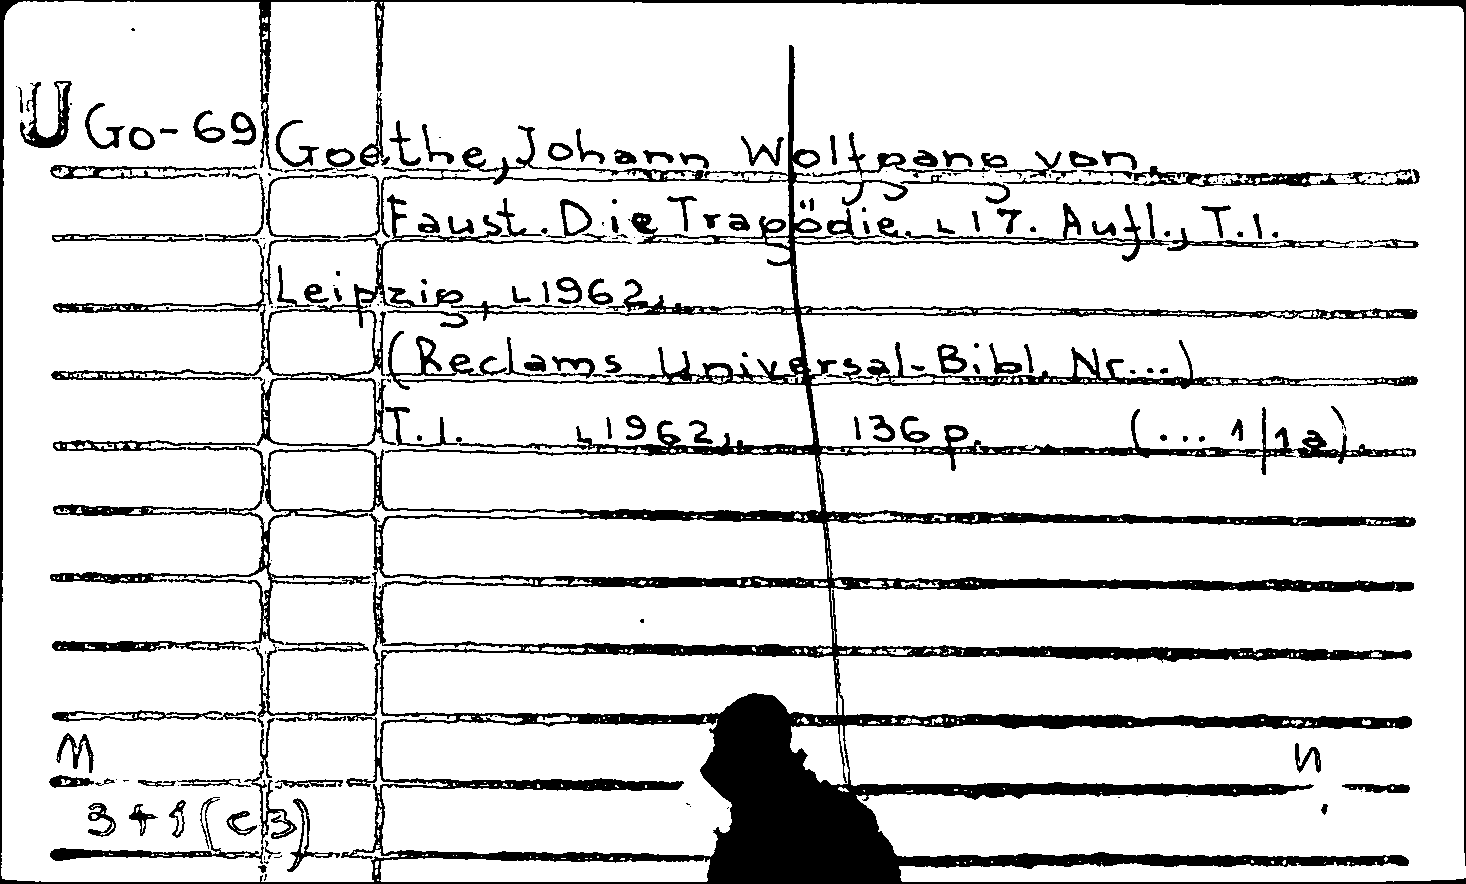 U Go-69 Goethe, Johann Wolfgang von.
Faust. Die Tragödie. ⌞17. Aufl., T.1.
Leipzig, ⌞1962⌟.
(Reclams Universal-Bibl. Nr...)
T.1. ⌞1962⌟. 136 p. (...1/1a).
M n
3+1 (c3)